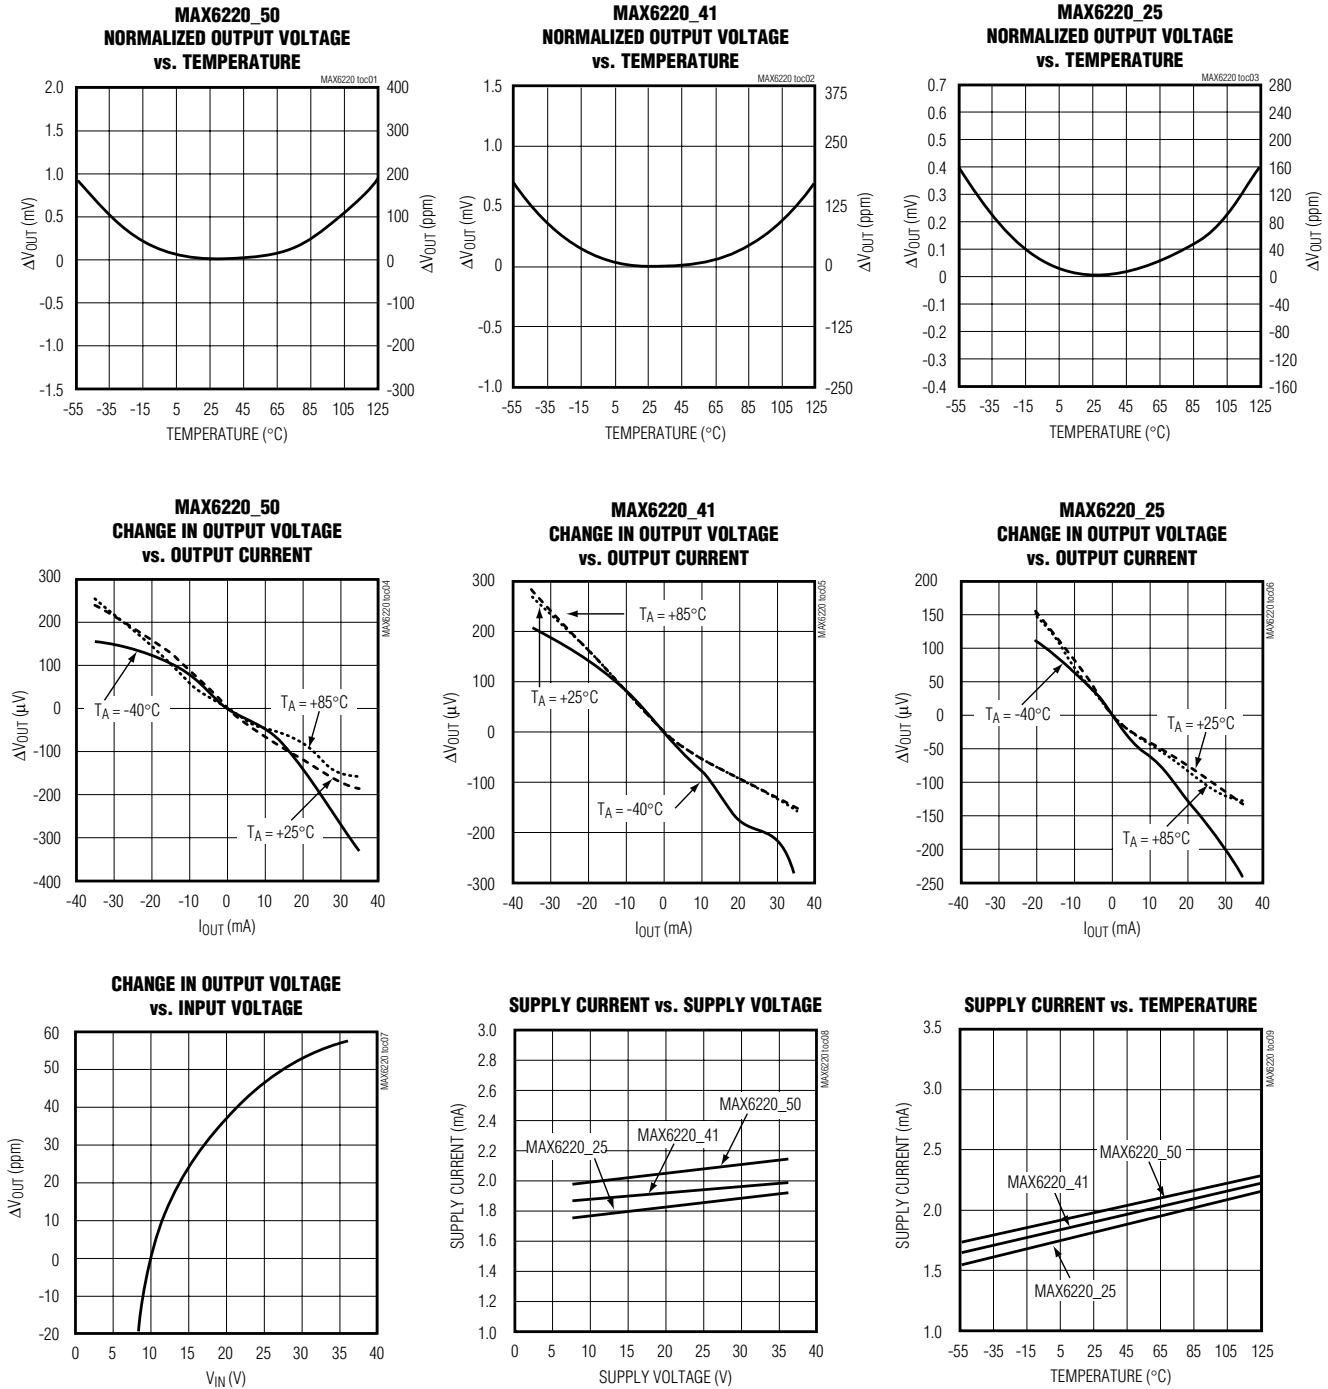 MAX6220_50
NORMALIZED OUTPUT VOLTAGE
vs. TEMPERATURE
MAX6220 toc01
2.0
1.5
1.0
0.5
0
-0.5
-1.0
-1.5
ΔVOUT (mV)
400
300
200
100
0
-100
-200
-300
ΔVOUT (ppm)
-55 -35 -15 5 25 45 65 85 105 125
TEMPERATURE (°C)
MAX6220_41
NORMALIZED OUTPUT VOLTAGE
vs. TEMPERATURE
MAX6220 toc02
1.5
1.0
0.5
0
-0.5
-1.0
ΔVOUT (mV)
375
250
125
0
-125
-250
ΔVOUT (ppm)
-55 -35 -15 5 25 45 65 85 105 125
TEMPERATURE (°C)
MAX6220_25
NORMALIZED OUTPUT VOLTAGE
vs. TEMPERATURE
MAX6220 toc03
0.7
0.6
0.5
0.4
0.3
0.2
0.1
0
-0.1
-0.2
-0.3
-0.4
ΔVOUT (mV)
280
240
200
160
120
80
40
0
-40
-80
-120
-160
ΔVOUT (ppm)
-55 -35 -15 5 25 45 65 85 105 125
TEMPERATURE (°C)
MAX6220_50
CHANGE IN OUTPUT VOLTAGE
vs. OUTPUT CURRENT
MAX6220 toc04
300
200
100
0
-100
-200
-300
-400
ΔVOUT (µV)
TA = -40°C
TA = +85°C
TA = +25°C
-40 -30 -20 -10 0 10 20 30 40
IOUT (mA)
MAX6220_41
CHANGE IN OUTPUT VOLTAGE
vs. OUTPUT CURRENT
MAX6220 toc05
300
200
100
0
-100
-200
-300
ΔVOUT (µV)
TA = +85°C
TA = +25°C
TA = -40°C
-40 -30 -20 -10 0 10 20 30 40
IOUT (mA)
MAX6220_25
CHANGE IN OUTPUT VOLTAGE
vs. OUTPUT CURRENT
MAX6220 toc06
200
150
100
50
0
-50
-100
-150
-200
-250
ΔVOUT (µV)
TA = -40°C
TA = +25°C
TA = +85°C
-40 -30 -20 -10 0 10 20 30 40
IOUT (mA)
CHANGE IN OUTPUT VOLTAGE
vs. INPUT VOLTAGE
MAX6220 toc07
60
50
40
30
20
10
0
-10
-20
ΔVOUT (ppm)
0 5 10 15 20 25 30 35 40
VIN (V)
SUPPLY CURRENT vs. SUPPLY VOLTAGE
MAX6220 toc08
3.0
2.8
2.6
2.4
2.2
2.0
1.8
1.6
1.4
1.2
1.0
SUPPLY CURRENT (mA)
MAX6220_50
MAX6220_41
MAX6220_25
0 5 10 15 20 25 30 35 40
SUPPLY VOLTAGE (V)
SUPPLY CURRENT vs. TEMPERATURE
MAX6220 toc09
3.5
3.0
2.5
2.0
1.5
1.0
SUPPLY CURRENT (mA)
MAX6220_50
MAX6220_41
MAX6220_25
-55 -35 -15 5 25 45 65 85 105 125
TEMPERATURE (°C)